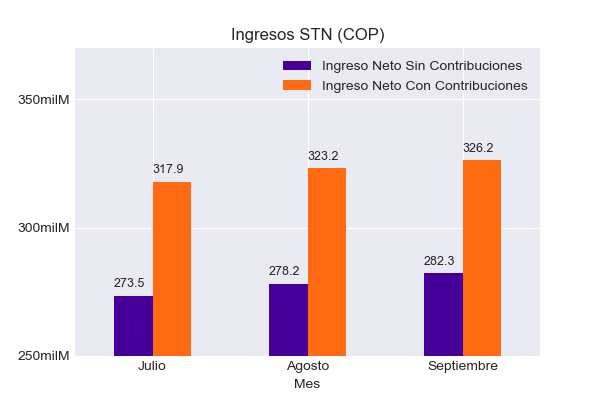 Ingresos STN (COP)
Ingreso Neto Sin Contribuciones
Ingreso Neto Con Contribuciones
350milM
300milM
250milM
273.5
317.9
278.2
323.2
282.3
326.2
Julio
Agosto
Septiembre
Mes